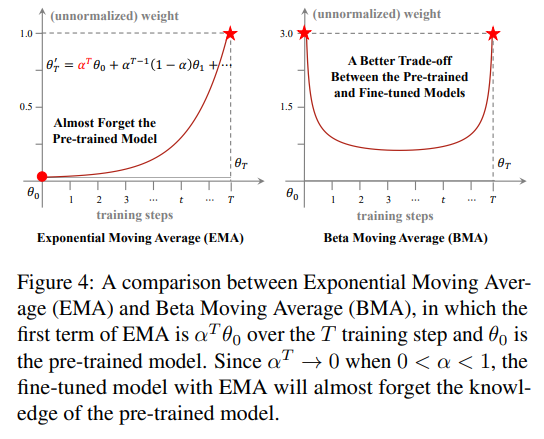 (unnormalized) weight
1.0
θ'_T = α^T θ_0 + α^{T-1}(1 − α)θ_1 + ···
0.5
Almost Forget the
Pre-trained Model
θ_T
θ_0
1 2 3 ... t ... T
training steps
Exponential Moving Average (EMA)
(unnormalized) weight
3.0
A Better Trade-off
Between the Pre-trained
and Fine-tuned Models
1.5
θ_T
θ_0
1 2 3 ... t ... T
training steps
Beta Moving Average (BMA)
Figure 4: A comparison between Exponential Moving Aver-
age (EMA) and Beta Moving Average (BMA), in which the
first term of EMA is α^T θ_0 over the T training step and θ_0 is
the pre-trained model. Since α^T → 0 when 0 < α < 1, the
fine-tuned model with EMA will almost forget the knowl-
edge of the pre-trained model.